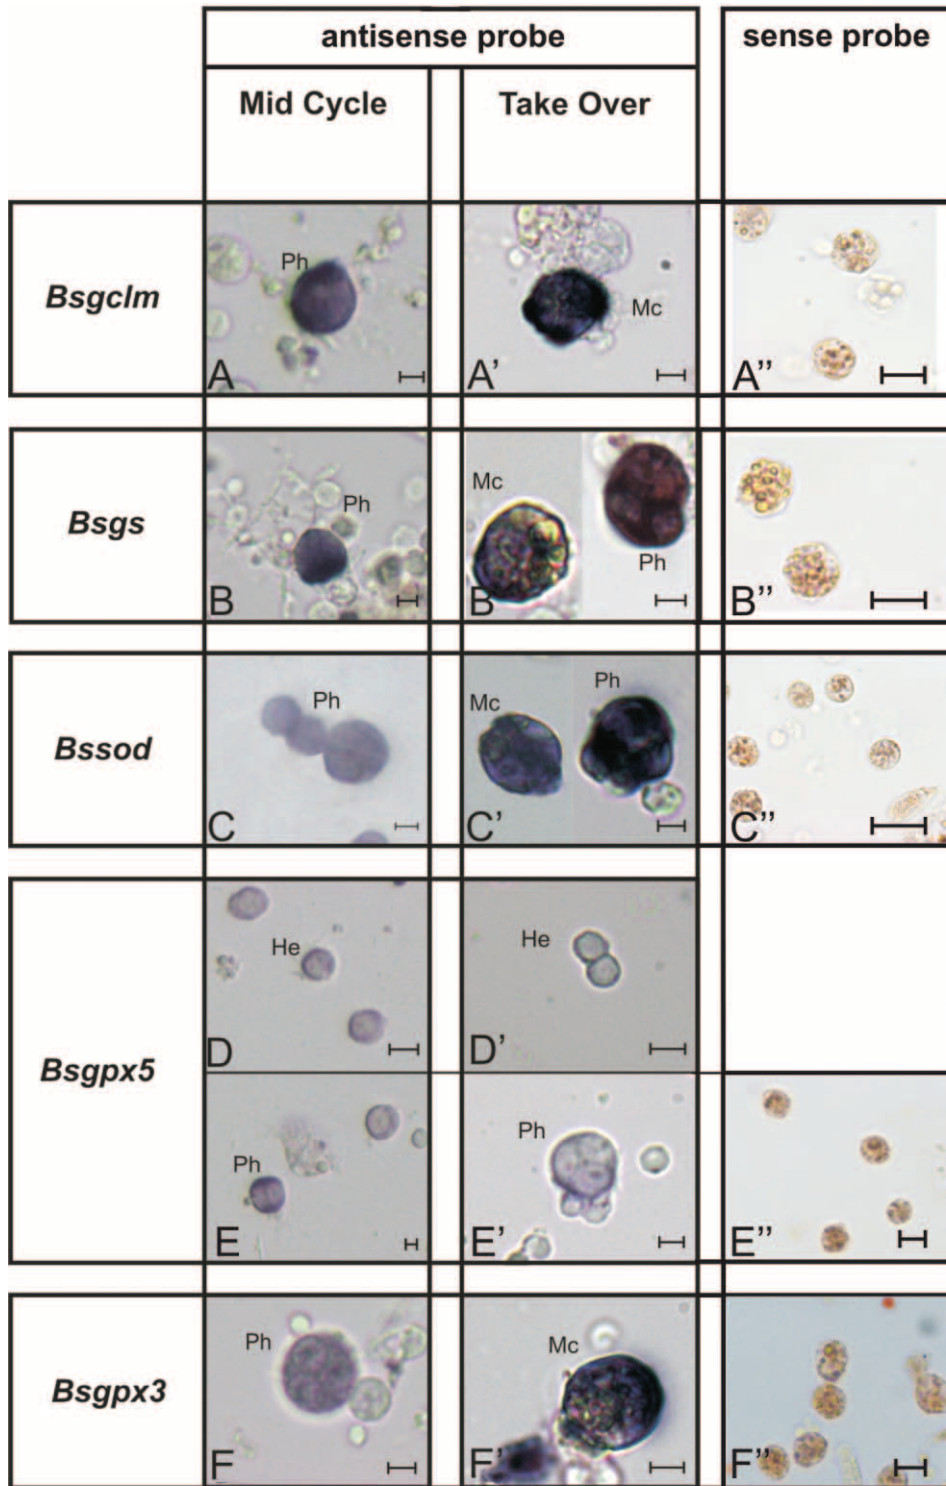 antisense probe
sense probe
Mid Cycle
Take Over
Bsgclm
Ph
A
Mc
A'
A''
Bsgs
Ph
B
Mc
Ph
B
B''
Bssod
Ph
C
Mc
Ph
C'
C''
Bsgpx5
He
D
He
D'
Ph
E
Ph
E'
E''
Bsgpx3
Ph
F
Mc
F'
F''